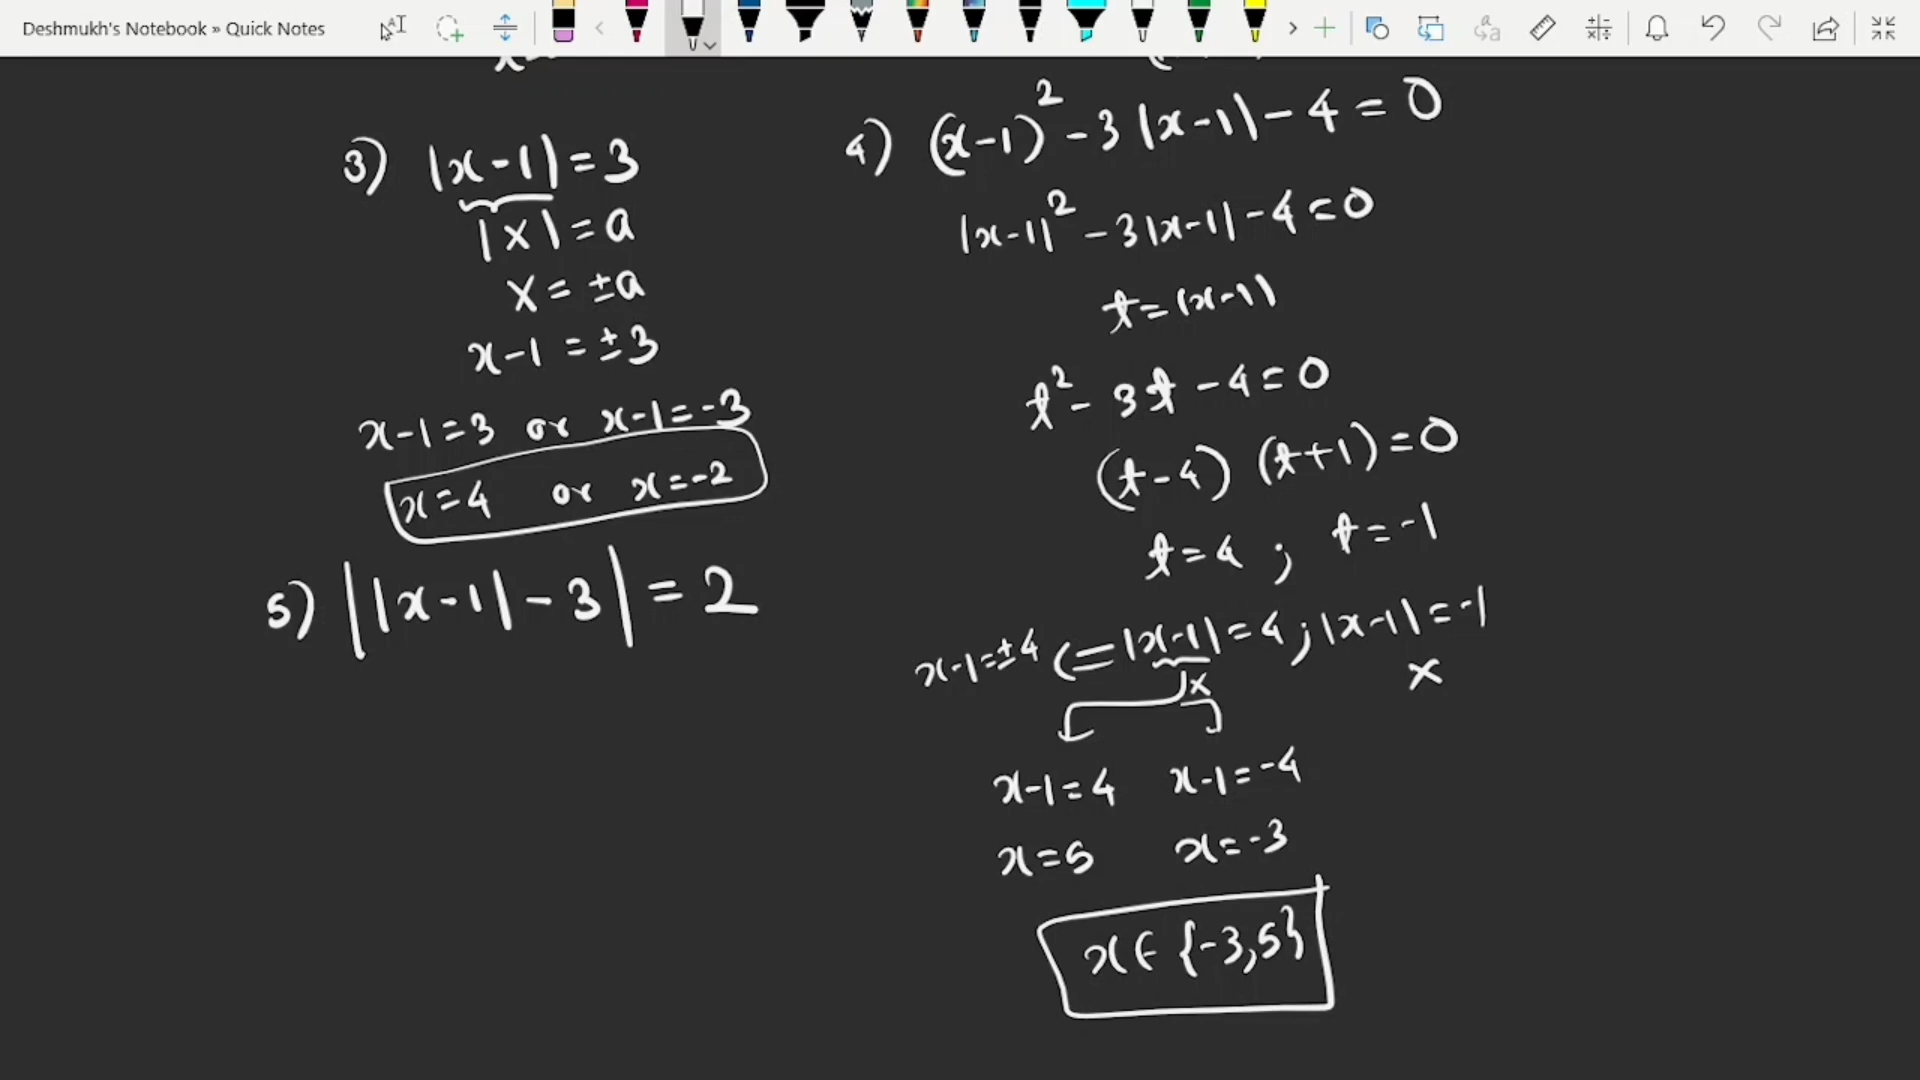 Deshmukh's Notebook » Quick Notes
3) |x-1| = 3
|X| = a
X = ±a
x-1 = ±3
x-1=3 or x-1=-3
x=4 or x=-2
5) ||x-1|-3| = 2
4) (x-1)² - 3|x-1| - 4 = 0
|x-1|² - 3|x-1| - 4 = 0
t = |x-1|
t² - 3t - 4 = 0
(t-4) (t+1) = 0
t=4 ; t=-1
x-1=±4 <= |x-1|=4 ; |x-1|=-1
X x
x-1=4 x-1=-4
x=5 x=-3
x∈{-3,5}